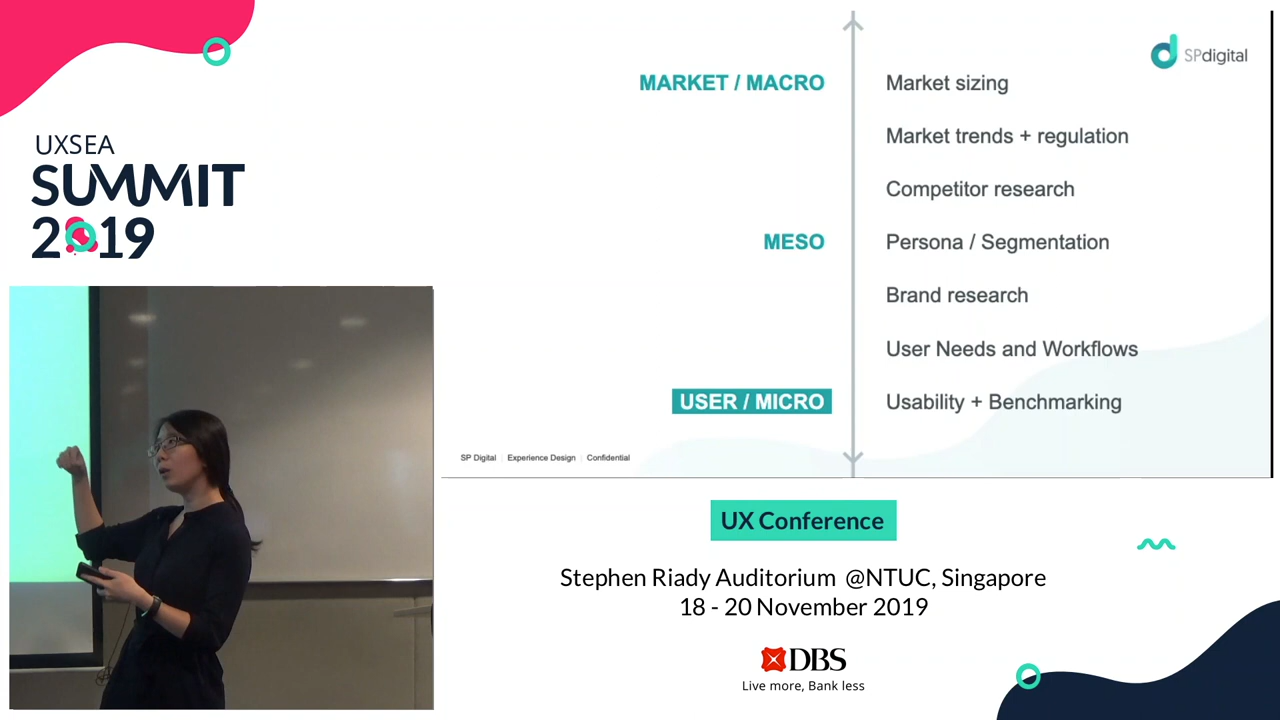 UXSEA
SUMMIT
2019
SPdigital
MARKET / MACRO
Market sizing
Market trends + regulation
Competitor research
MESO
Persona / Segmentation
Brand research
User Needs and Workflows
USER / MICRO
Usability + Benchmarking
SP Digital | Experience Design | Confidential
UX Conference
Stephen Riady Auditorium @NTUC, Singapore
18 - 20 November 2019
DBS
Live more, Bank less